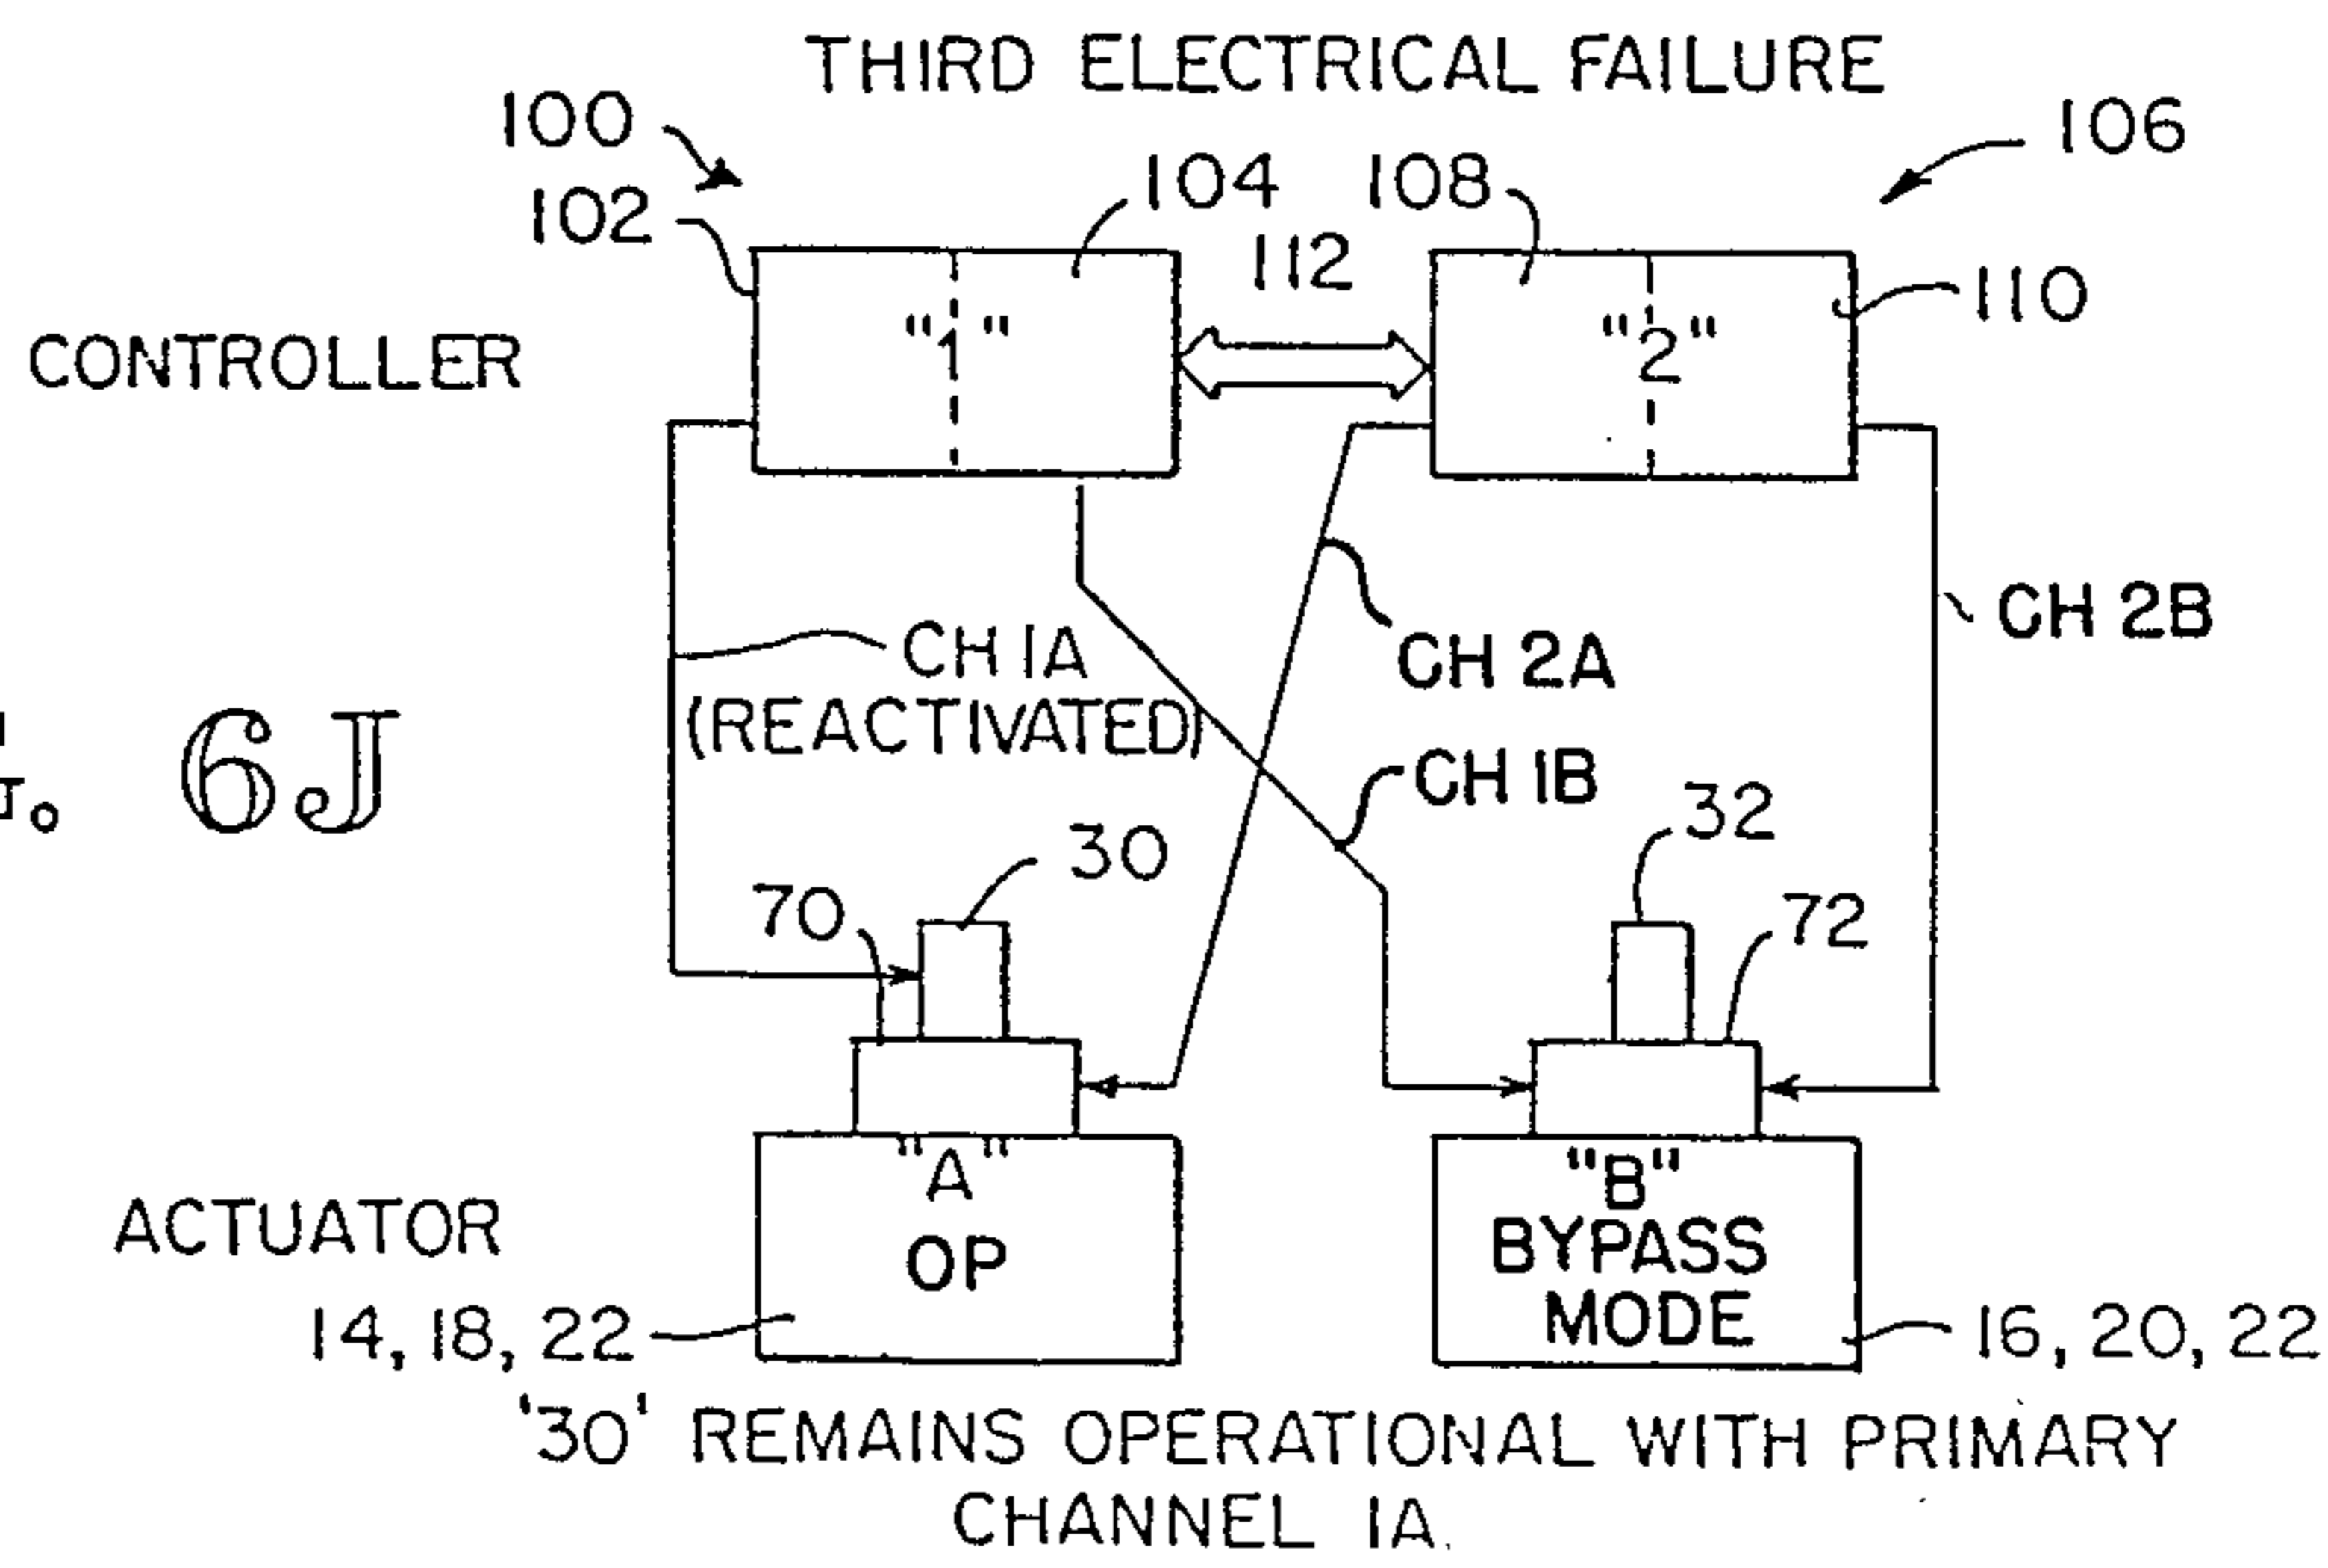 THIRD ELECTRICAL FAILURE
100
106
102
104
108
112
110
"1"
"2"
CONTROLLER
CH 2B
CH 1A
(REACTIVATED)
CH 2A
6J
CH 1B
30
32
70
72
"A"
OP
"B"
BYPASS
MODE
ACTUATOR
14, 18, 22
16, 20, 22
'30' REMAINS OPERATIONAL WITH PRIMARY
CHANNEL 1A.